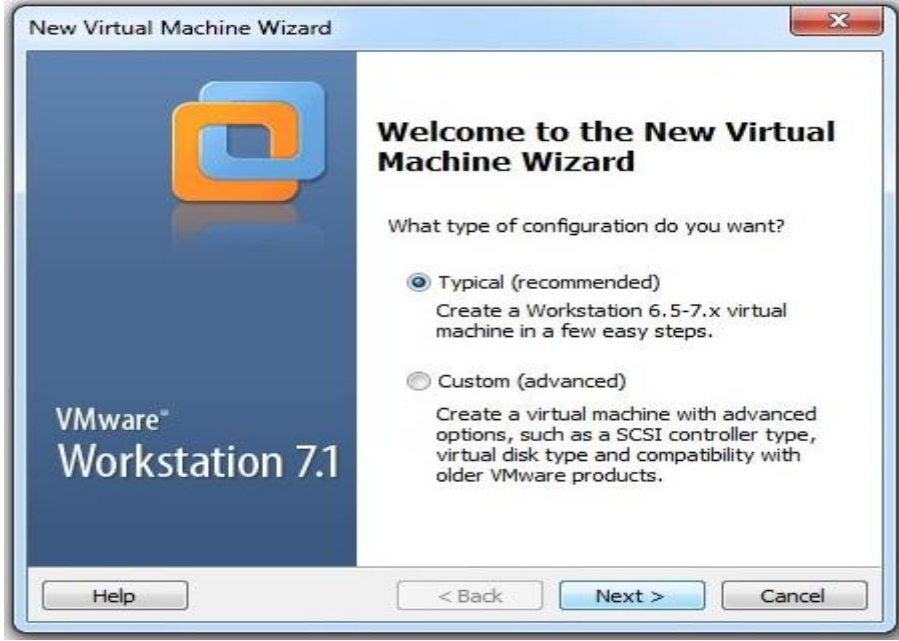 New Virtual Machine Wizard
Welcome to the New Virtual
Machine Wizard
What type of configuration do you want?
Typical (recommended)
Create a Workstation 6.5-7.x virtual
machine in a few easy steps.
Custom (advanced)
Create a virtual machine with advanced
options, such as a SCSI controller type,
virtual disk type and compatibility with
older VMware products.
VMware®
Workstation 7.1
Help
< Back
Next >
Cancel